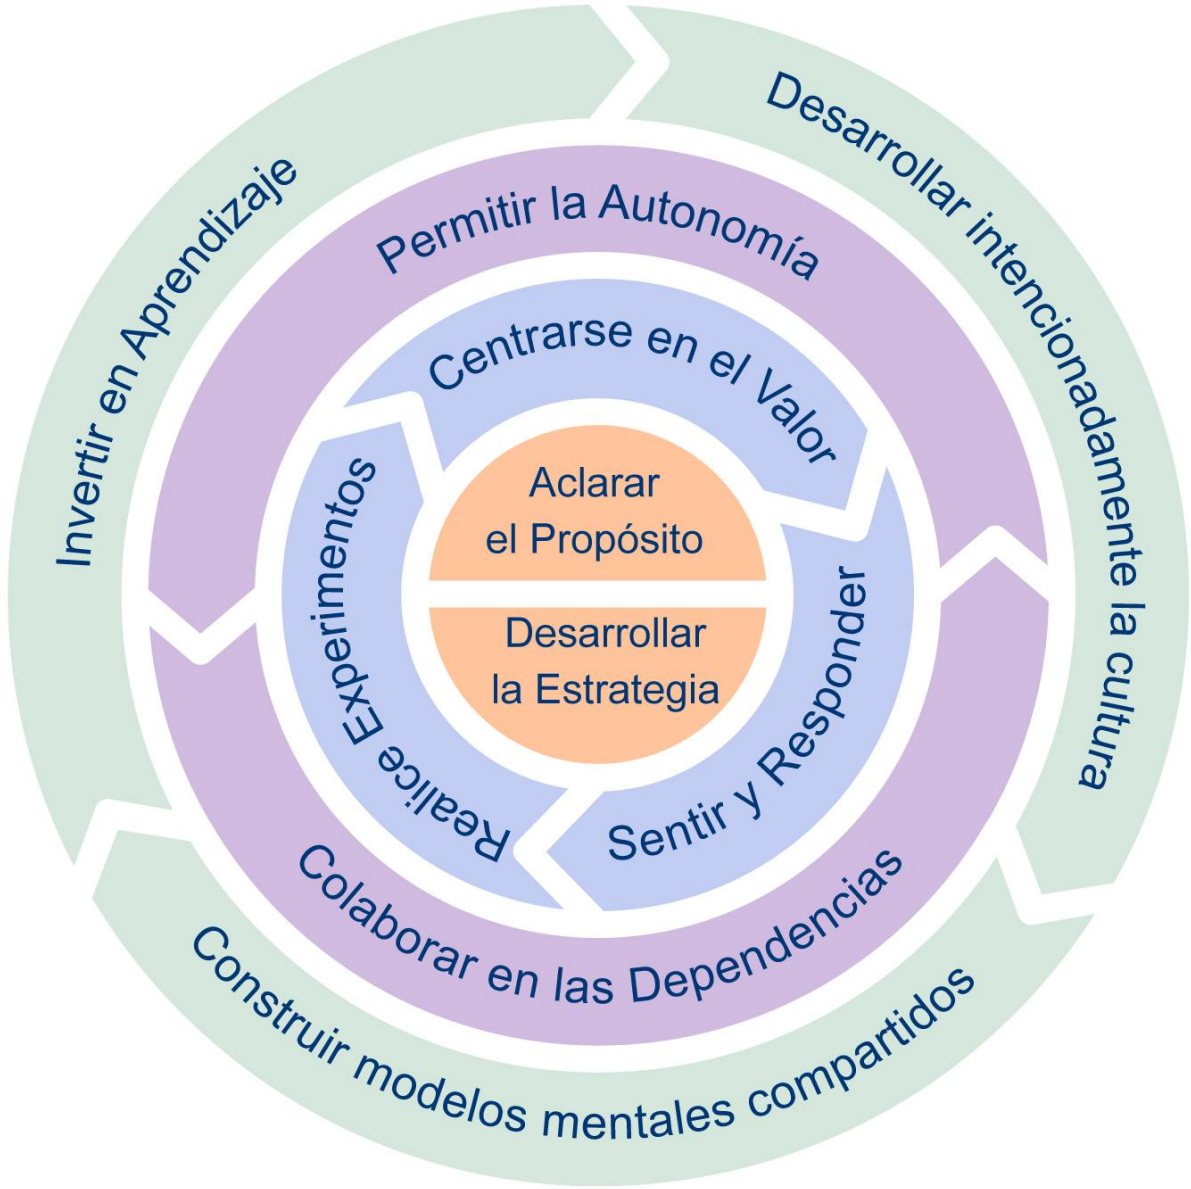 Invertir en Aprendizaje
Desarrollar intencionadamente la cultura
Construir modelos mentales compartidos
Permitir la Autonomía
Colaborar en las Dependencias
Centrarse en el Valor
Sentir y Responder
Realice Experimentos
Aclarar
el Propósito
Desarrollar
la Estrategia